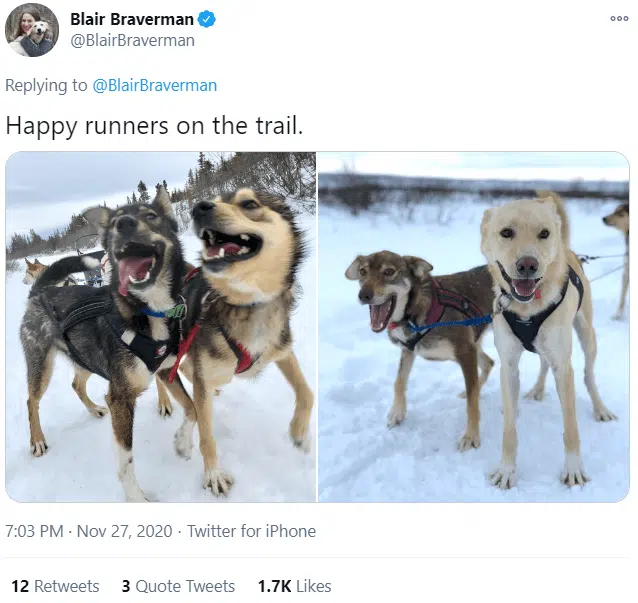 Blair Braverman
@BlairBraverman
Replying to @BlairBraverman
Happy runners on the trail.
7:03 PM · Nov 27, 2020 · Twitter for iPhone
12 Retweets 3 Quote Tweets 1.7K Likes